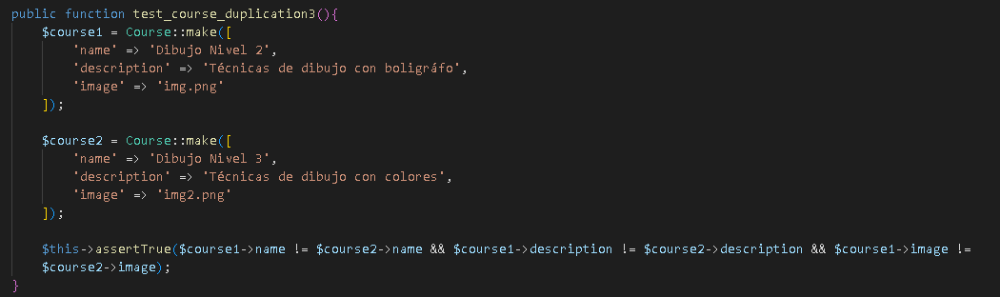 public function test_course_duplication3(){
$course1 = Course::make([
'name' => 'Dibujo Nivel 2',
'description' => 'Técnicas de dibujo con boligráfo',
'image' => 'img.png'
]);
$course2 = Course::make([
'name' => 'Dibujo Nivel 3',
'description' => 'Técnicas de dibujo con colores',
'image' => 'img2.png'
]);
$this->assertTrue($course1->name != $course2->name && $course1->description != $course2->description && $course1->image !=
$course2->image);
}